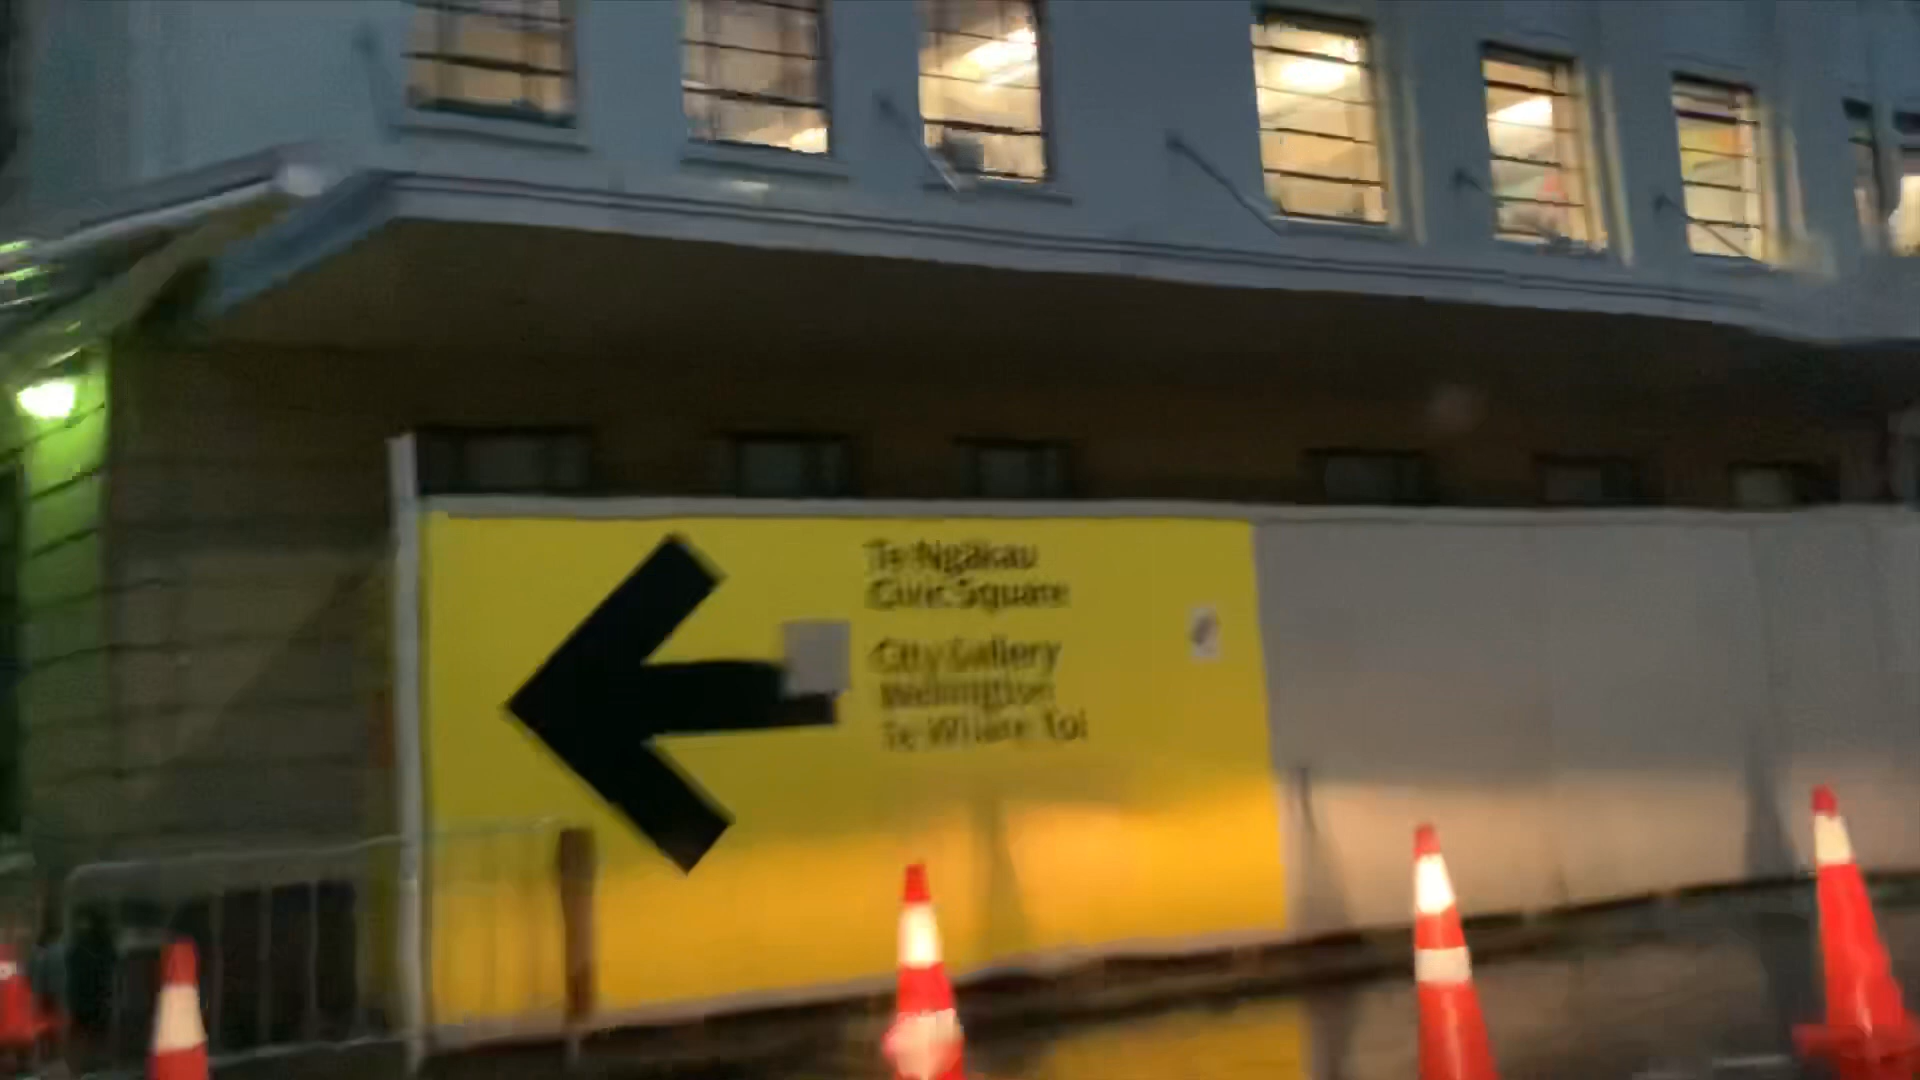 Te Ngākau
Civic Square
City Gallery
Wellington
Te Whare Toi